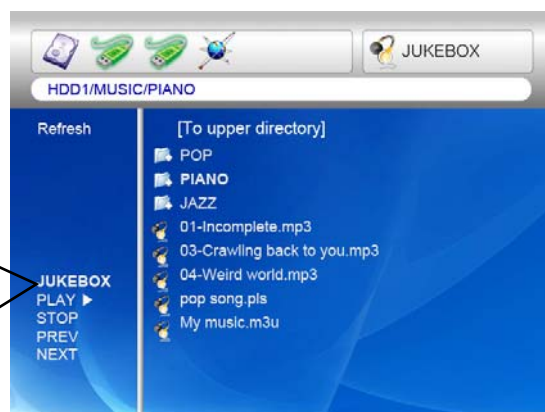 JUKEBOX
HDD1/MUSIC/PIANO
Refresh
[To upper directory]
POP
PIANO
JAZZ
01-Incomplete.mp3
03-Crawling back to you.mp3
04-Weird world.mp3
pop song.pls
My music.m3u
JUKEBOX
PLAY ▶
STOP
PREV
NEXT